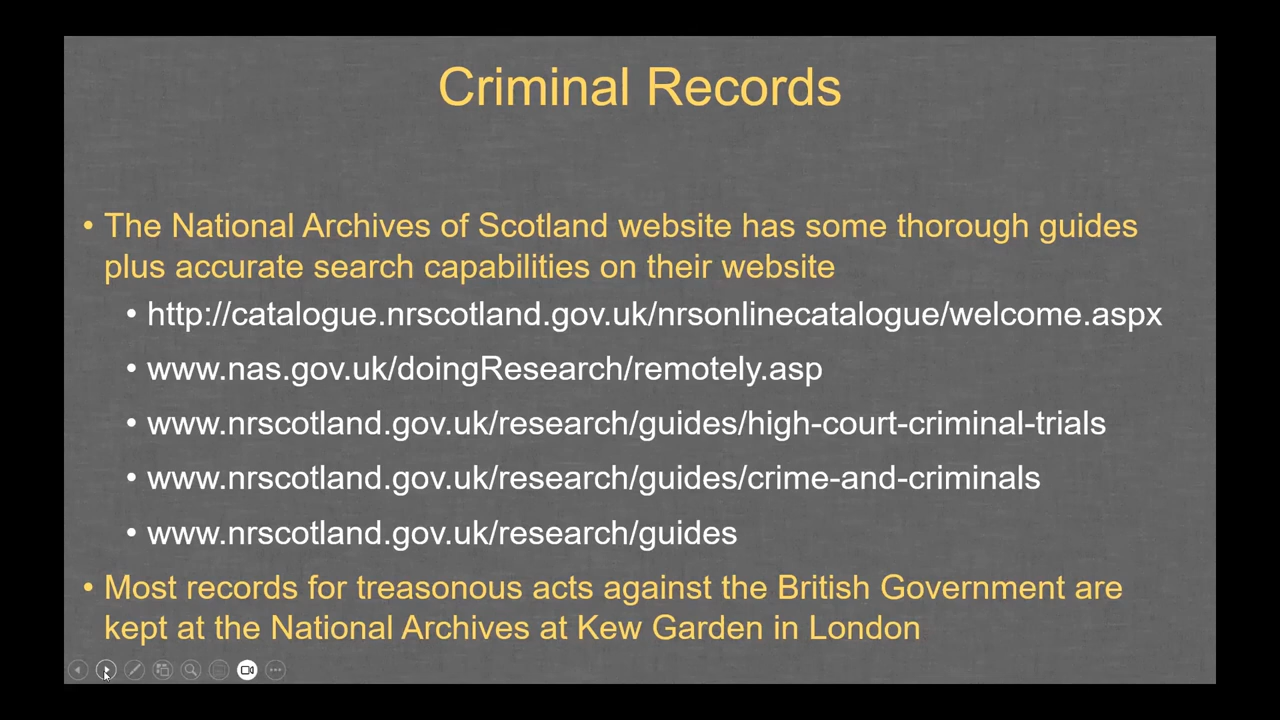 Criminal Records
• The National Archives of Scotland website has some thorough guides
plus accurate search capabilities on their website
• http://catalogue.nrscotland.gov.uk/nrsonlinecatalogue/welcome.aspx
• www.nas.gov.uk/doingResearch/remotely.asp
• www.nrscotland.gov.uk/research/guides/high-court-criminal-trials
• www.nrscotland.gov.uk/research/guides/crime-and-criminals
• www.nrscotland.gov.uk/research/guides
• Most records for treasonous acts against the British Government are
kept at the National Archives at Kew Garden in London